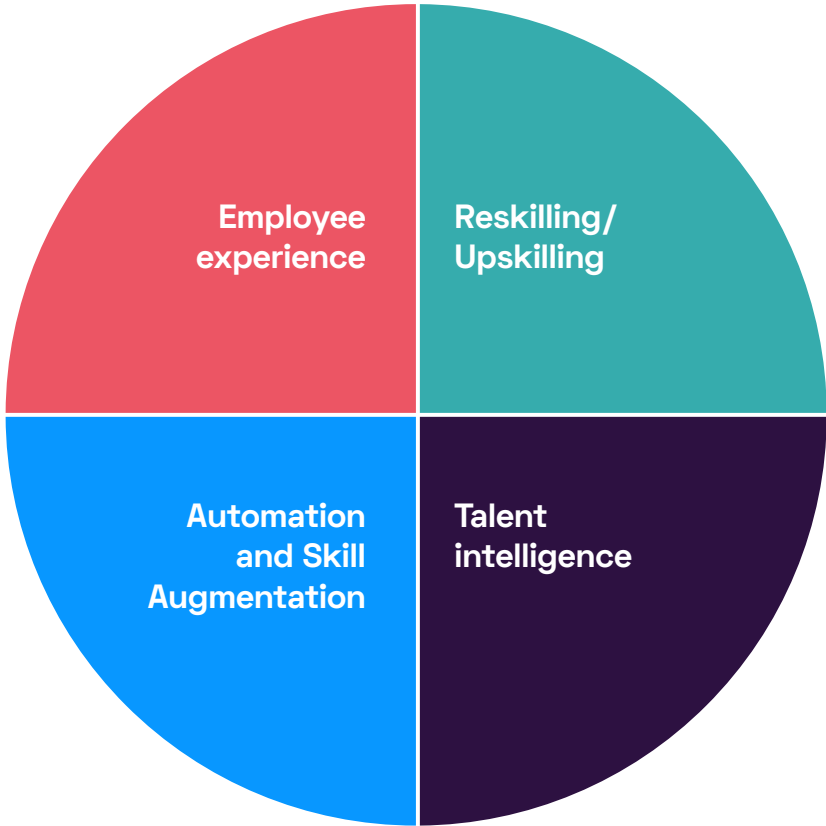 Employee
experience
Reskilling/
Upskilling
Automation
and Skill
Augmentation
Talent
intelligence